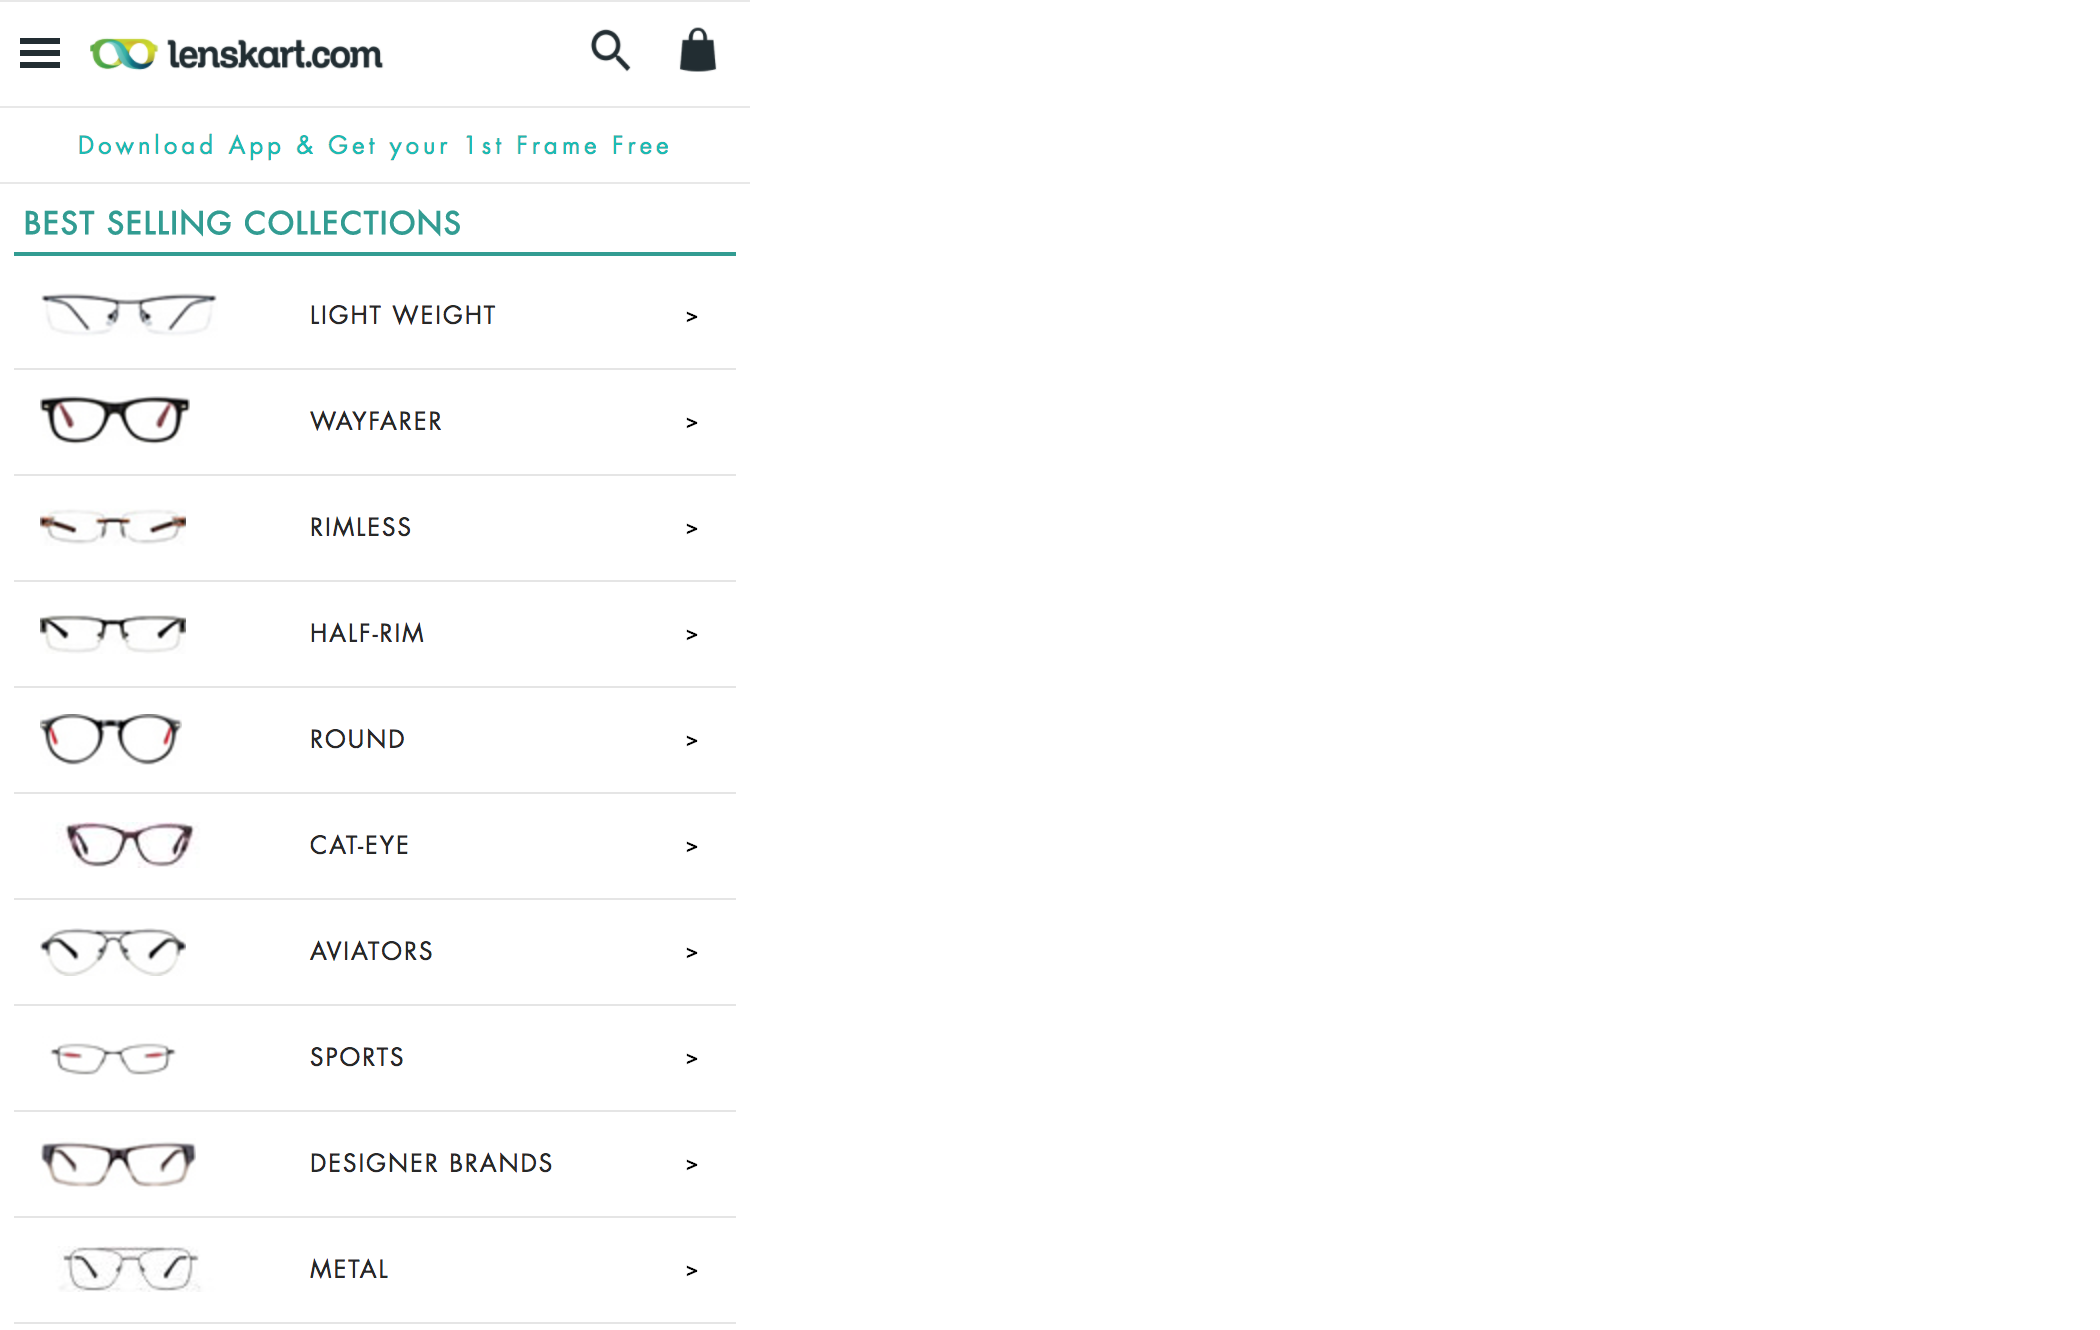 lenskart.com
Download App & Get your 1st Frame Free
BEST SELLING COLLECTIONS
LIGHT WEIGHT >
WAYFARER >
RIMLESS >
HALF-RIM >
ROUND >
CAT-EYE >
AVIATORS >
SPORTS >
DESIGNER BRANDS >
METAL >